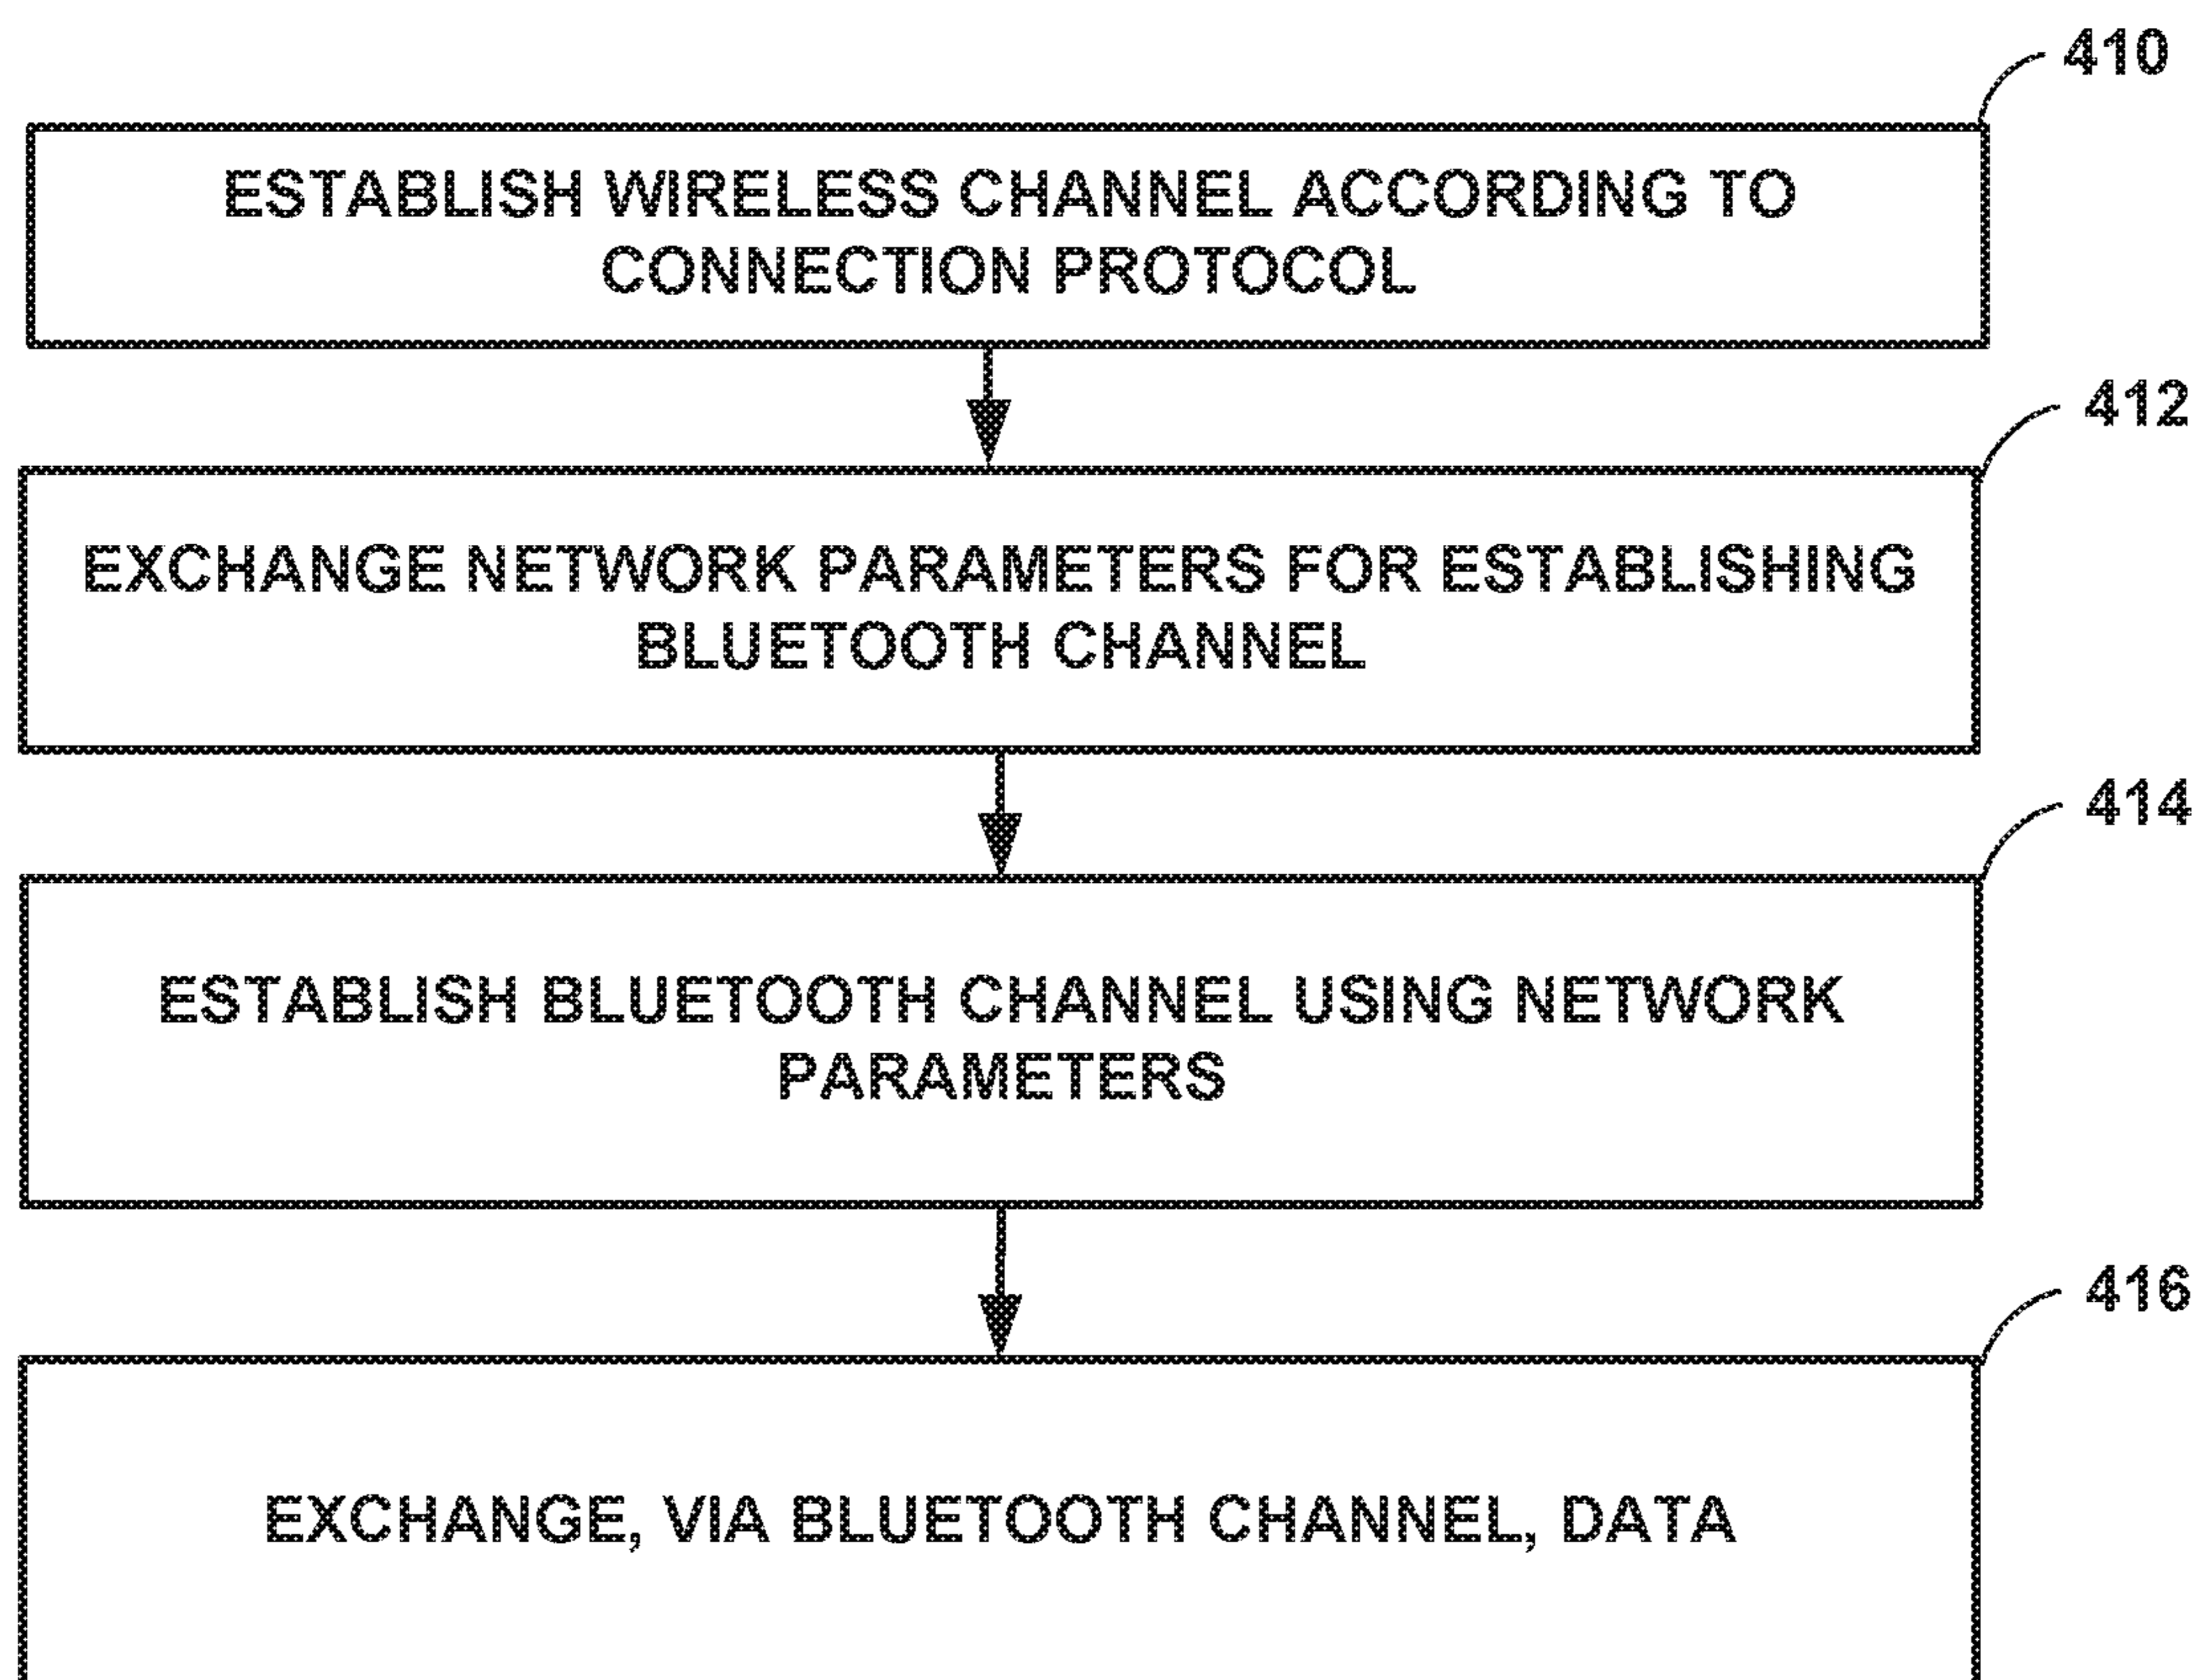 410
ESTABLISH WIRELESS CHANNEL ACCORDING TO
CONNECTION PROTOCOL
412
EXCHANGE NETWORK PARAMETERS FOR ESTABLISHING
BLUETOOTH CHANNEL
414
ESTABLISH BLUETOOTH CHANNEL USING NETWORK
PARAMETERS
416
EXCHANGE, VIA BLUETOOTH CHANNEL, DATA